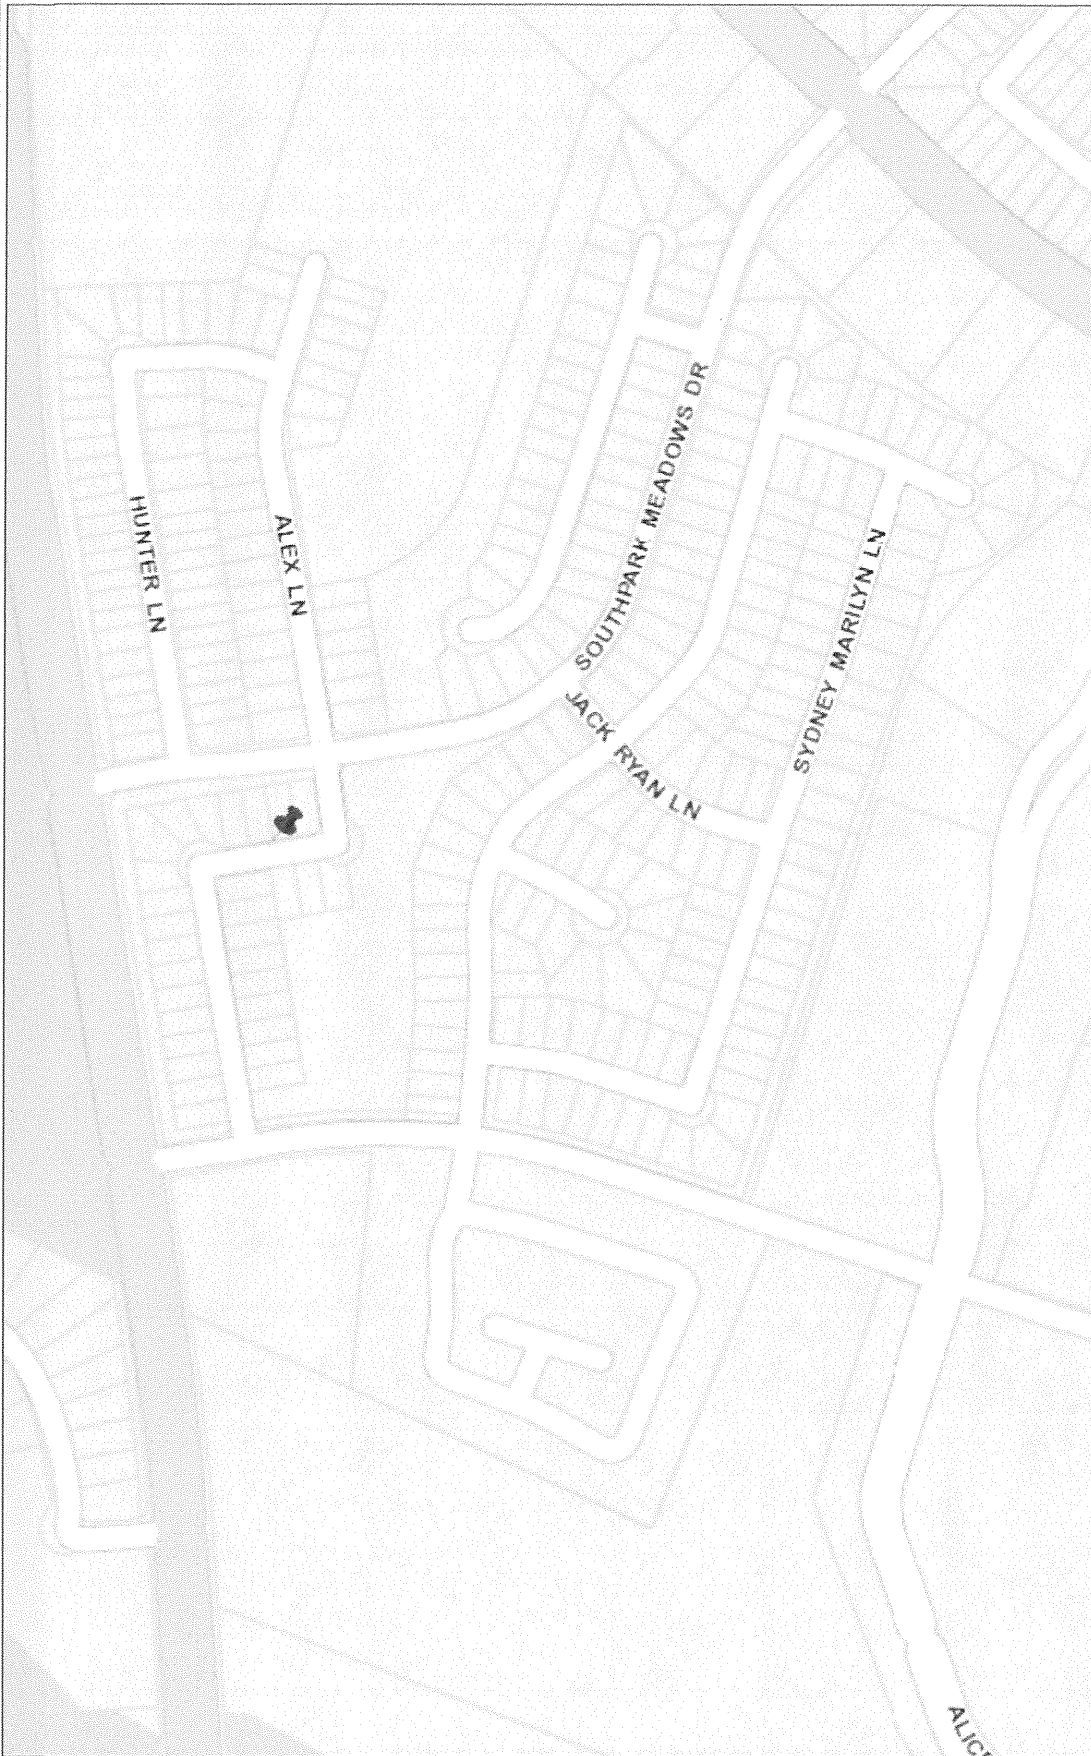 SOUTHPARK MEADOWS DR
HUNTER LN
ALEX LN
SYDNEY MARILYN LN
JACK RYAN LN